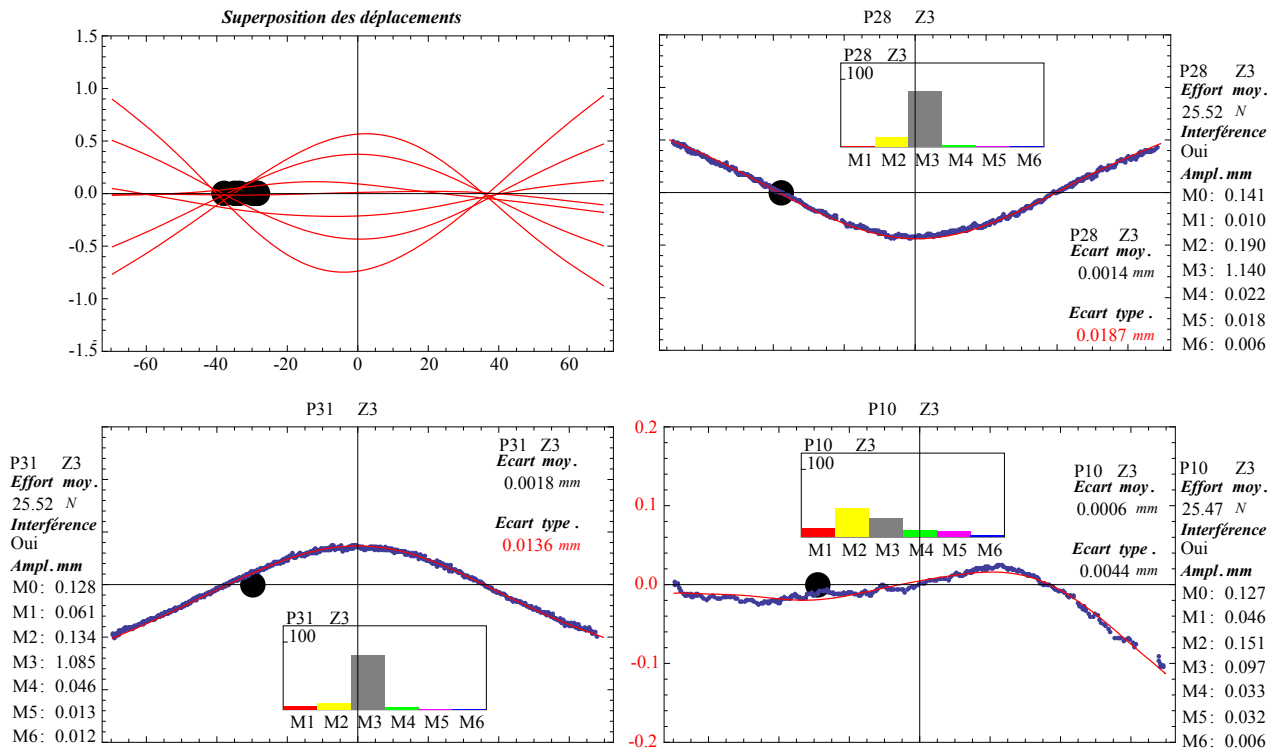 Superposition des déplacements
1.5
1.0
0.5
0.0
-0.5
-1.0
-1.5
-60 -40 -20 0 20 40 60
P28 Z3
P28 Z3
100
M1 M2 M3 M4 M5 M6
P28 Z3
Ecart moy.
0.0014 mm
Ecart type.
0.0187 mm
P28 Z3
Effort moy.
25.52 N
Interférence
Oui
Ampl.mm
M0: 0.141
M1: 0.010
M2: 0.190
M3: 1.140
M4: 0.022
M5: 0.018
M6: 0.006
P31 Z3
P31 Z3
Effort moy.
25.52 N
Interférence
Oui
Ampl.mm
M0: 0.128
M1: 0.061
M2: 0.134
M3: 1.085
M4: 0.046
M5: 0.013
M6: 0.012
P31 Z3
Ecart moy.
0.0018 mm
Ecart type.
0.0136 mm
P31 Z3
100
M1 M2 M3 M4 M5 M6
P10 Z3
0.2
0.1
0.0
-0.1
-0.2
P10 Z3
100
M1 M2 M3 M4 M5 M6
P10 Z3
Ecart moy.
0.0006 mm
Ecart type.
0.0044 mm
P10 Z3
Effort moy.
25.47 N
Interférence
Oui
Ampl.mm
M0: 0.127
M1: 0.046
M2: 0.151
M3: 0.097
M4: 0.033
M5: 0.032
M6: 0.006